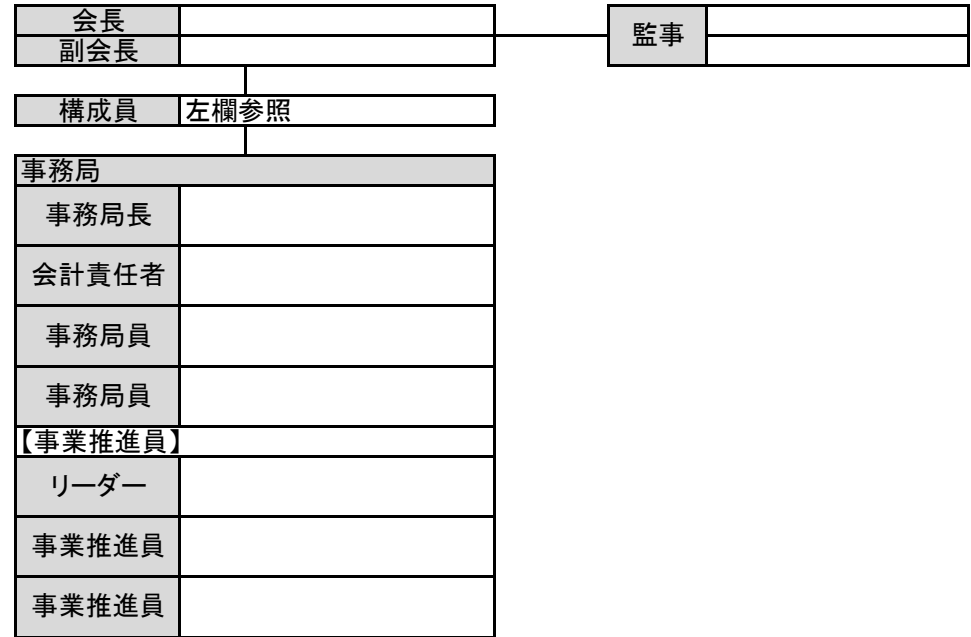 会長
副会長
監事
構成員 左欄参照
事務局
事務局長
会計責任者
事務局員
事務局員
【事業推進員】
リーダー
事業推進員
事業推進員